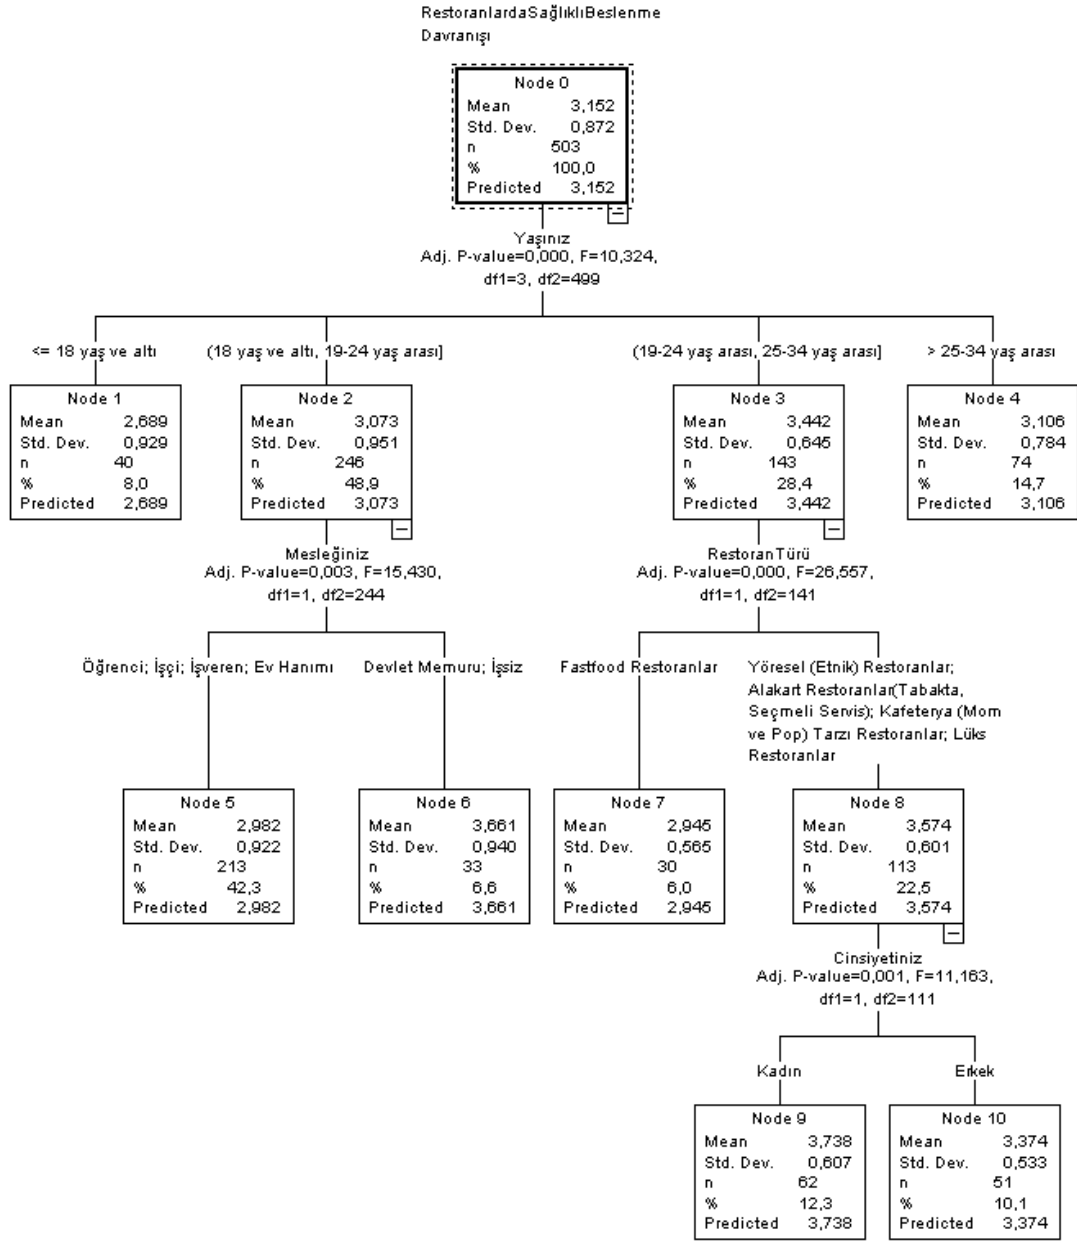 RestoranlardaSağlıklıBeslenme
Davranışı
Node 0
Mean 3,152
Std. Dev. 0,872
n 503
% 100,0
Predicted 3,152
Yaşınız
Adj. P-value=0,000, F=10,324,
df1=3, df2=499
<= 18 yaş ve altı
(18 yaş ve altı, 19-24 yaş arası]
(19-24 yaş arası, 25-34 yaş arası]
> 25-34 yaş arası
Node 1
Mean 2,689
Std. Dev. 0,929
n 40
% 8,0
Predicted 2,689
Node 2
Mean 3,073
Std. Dev. 0,951
n 246
% 48,9
Predicted 3,073
Node 3
Mean 3,442
Std. Dev. 0,645
n 143
% 28,4
Predicted 3,442
Node 4
Mean 3,106
Std. Dev. 0,784
n 74
% 14,7
Predicted 3,106
Mesleğiniz
Adj. P-value=0,003, F=15,430,
df1=1, df2=244
RestoranTürü
Adj. P-value=0,000, F=26,557,
df1=1, df2=141
Öğrenci; İşçi; İşveren; Ev Hanımı
Devlet Memuru; İşsiz
Fastfood Restoranlar
Yöresel (Etnik) Restoranlar;
Alakart Restoranlar(Tabakta,
Seçmeli Servis); Kafeterya (Mom
ve Pop) Tarzı Restoranlar; Lüks
Restoranlar
Node 5
Mean 2,982
Std. Dev. 0,922
n 213
% 42,3
Predicted 2,982
Node 6
Mean 3,661
Std. Dev. 0,940
n 33
% 6,6
Predicted 3,661
Node 7
Mean 2,945
Std. Dev. 0,565
n 30
% 6,0
Predicted 2,945
Node 8
Mean 3,574
Std. Dev. 0,601
n 113
% 22,5
Predicted 3,574
Cinsiyetiniz
Adj. P-value=0,001, F=11,163,
df1=1, df2=111
Kadın
Erkek
Node 9
Mean 3,738
Std. Dev. 0,607
n 62
% 12,3
Predicted 3,738
Node 10
Mean 3,374
Std. Dev. 0,533
n 51
% 10,1
Predicted 3,374